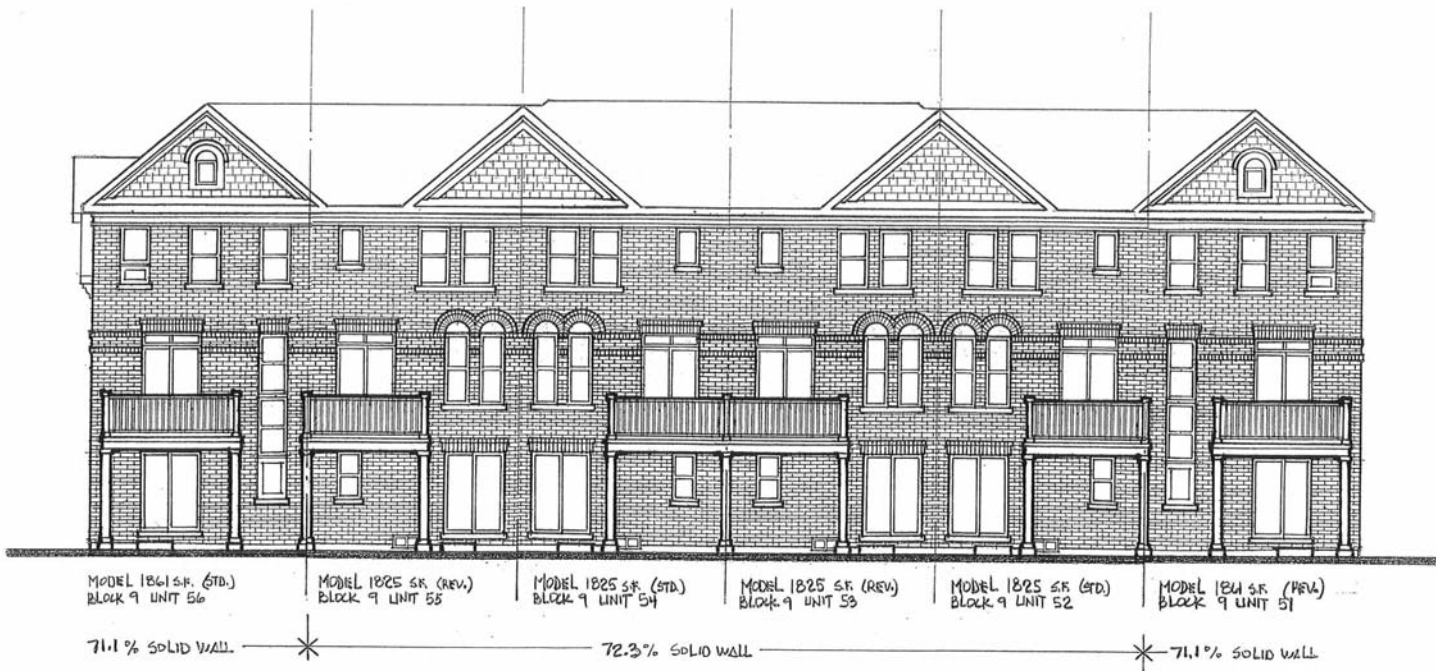 MODEL 1861 S.F. (STD.)
BLOCK 9 UNIT 56
MODEL 1825 S.F. (REV.)
BLOCK 9 UNIT 55
MODEL 1825 S.F. (STD.)
BLOCK 9 UNIT 54
MODEL 1825 S.F. (REV.)
BLOCK 9 UNIT 53
MODEL 1825 S.F. (STD.)
BLOCK 9 UNIT 52
MODEL 1861 S.F. (REV.)
BLOCK 9 UNIT 51
71.1 % SOLID WALL
72.3% SOLID WALL
71.1% SOLID WALL